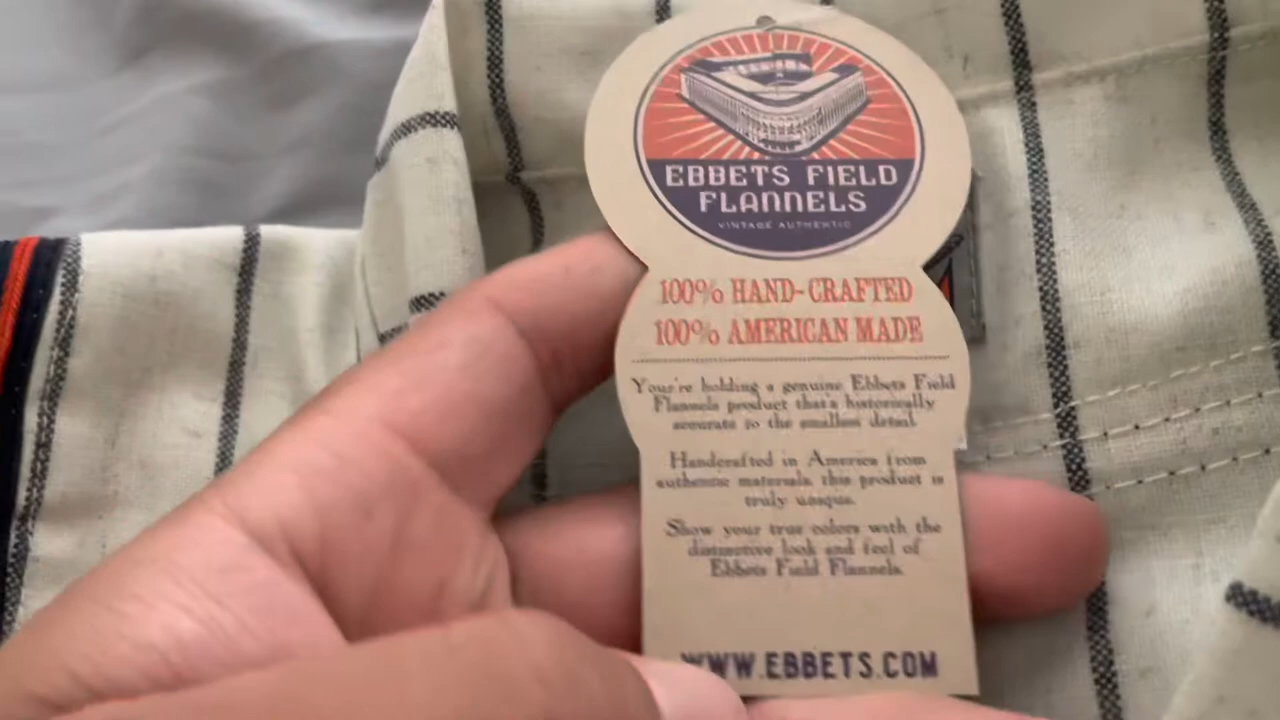 EBBETS FIELD
FLANNELS
VINTAGE AUTHENTIC
100% HAND-CRAFTED
100% AMERICAN MADE
You're holding a genuine Ebbets Field
Flannels product that's historically
accurate to the smallest detail
Handcrafted in America from
authentic materials, this product is
truly unique.
Show your true colors with the
distinctive look and feel of
Ebbets Field Flannels.
WWW.EBBETS.COM